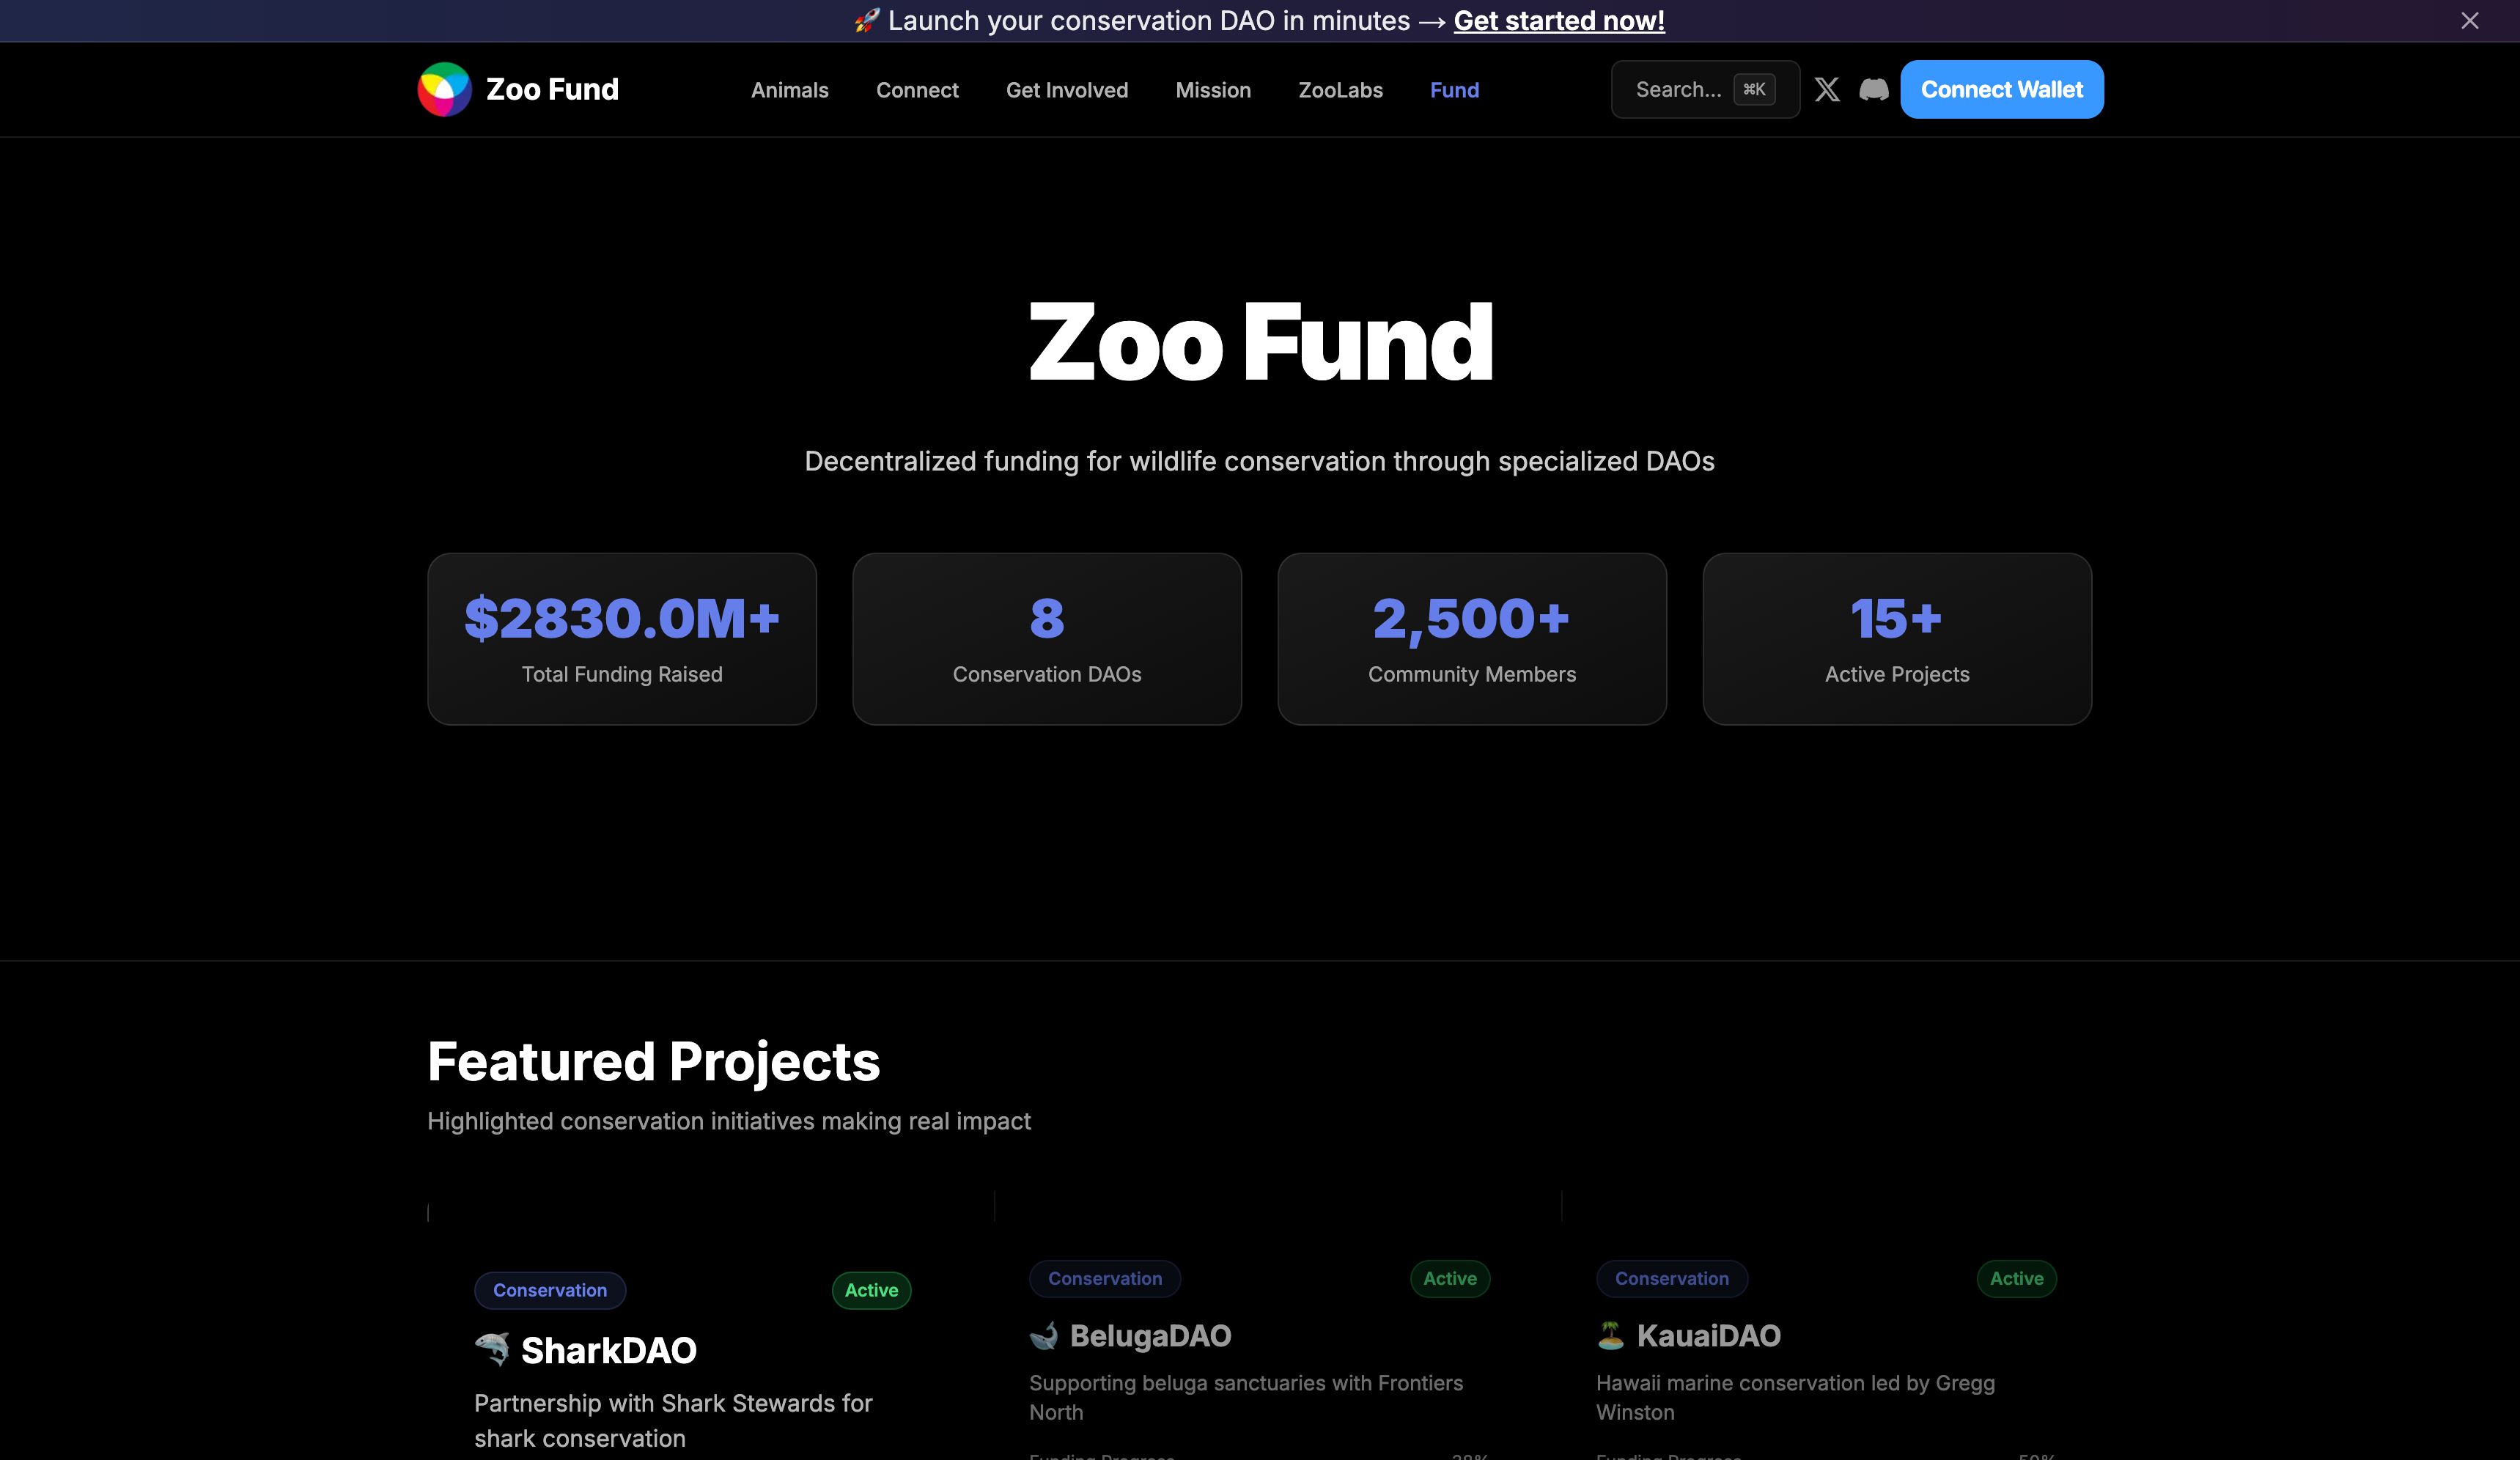 🚀 Launch your conservation DAO in minutes → Get started now!
Zoo Fund
Animals
Connect
Get Involved
Mission
ZooLabs
Fund
Search... ⌘K
Connect Wallet
Zoo Fund
Decentralized funding for wildlife conservation through specialized DAOs
$2830.0M+
Total Funding Raised
8
Conservation DAOs
2,500+
Community Members
15+
Active Projects
Featured Projects
Highlighted conservation initiatives making real impact
Conservation
Active
SharkDAO
Partnership with Shark Stewards for
shark conservation
Conservation
Active
BelugaDAO
Supporting beluga sanctuaries with Frontiers
North
Conservation
Active
KauaiDAO
Hawaii marine conservation led by Gregg
Winston